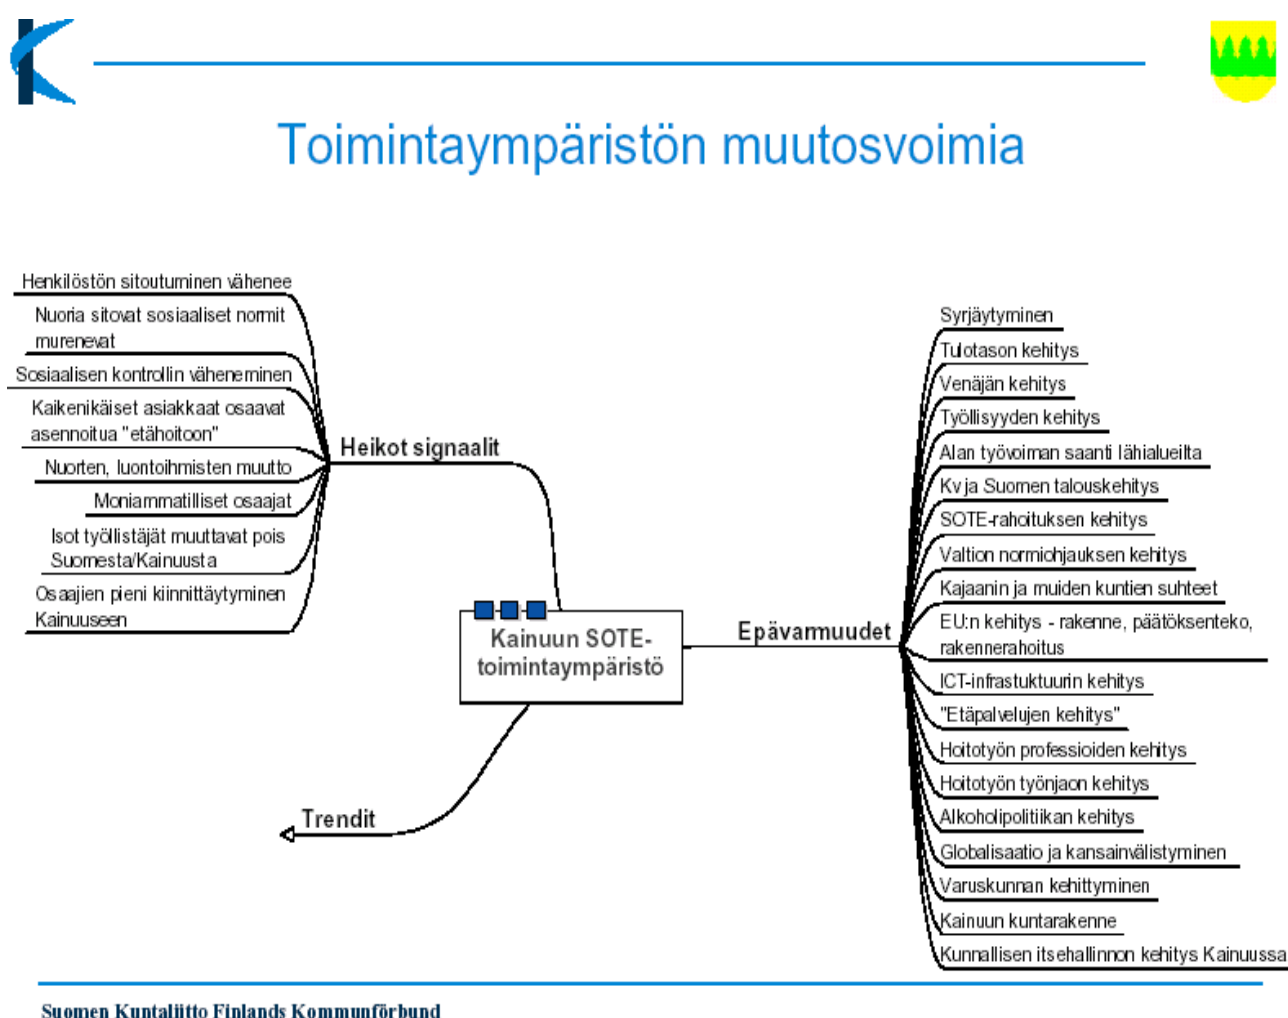 Toimintaympäristön muutosvoimia
Henkilöstön sitoutuminen vähenee
Nuoria sitovat sosiaaliset normit
murenevat
Sosiaalisen kontrollin väheneminen
Kaikenikäiset asiakkaat osaavat
asennoitua "etähoitoon"
Nuorten, luontoihmisten muutto
Moniammatilliset osaajat
Isot työllistäjät muuttavat pois
Suomesta/Kainuusta
Osaajien pieni kiinnittäytyminen
Kainuuseen
Heikot signaalit
Kainuun SOTE-
toimintaympäristö
Trendit
Epävarmuudet
Syrjäytyminen
Tulotason kehitys
Venäjän kehitys
Työllisyyden kehitys
Alan työvoiman saanti lähialueilta
Kv ja Suomen talouskehitys
SOTE-rahoituksen kehitys
Valtion normiohjauksen kehitys
Kajaanin ja muiden kuntien suhteet
EU:n kehitys - rakenne, päätöksenteko,
rakennerahoitus
ICT-infrastuktuurin kehitys
"Etäpalvelujen kehitys"
Hoitotyön professioiden kehitys
Hoitotyön työnjaon kehitys
Alkoholipolitiikan kehitys
Globalisaatio ja kansainvälistyminen
Varuskunnan kehittyminen
Kainuun kuntarakenne
Kunnallisen itsehallinnon kehitys Kainuussa
Suomen Kuntaliitto Finlands Kommunförbund